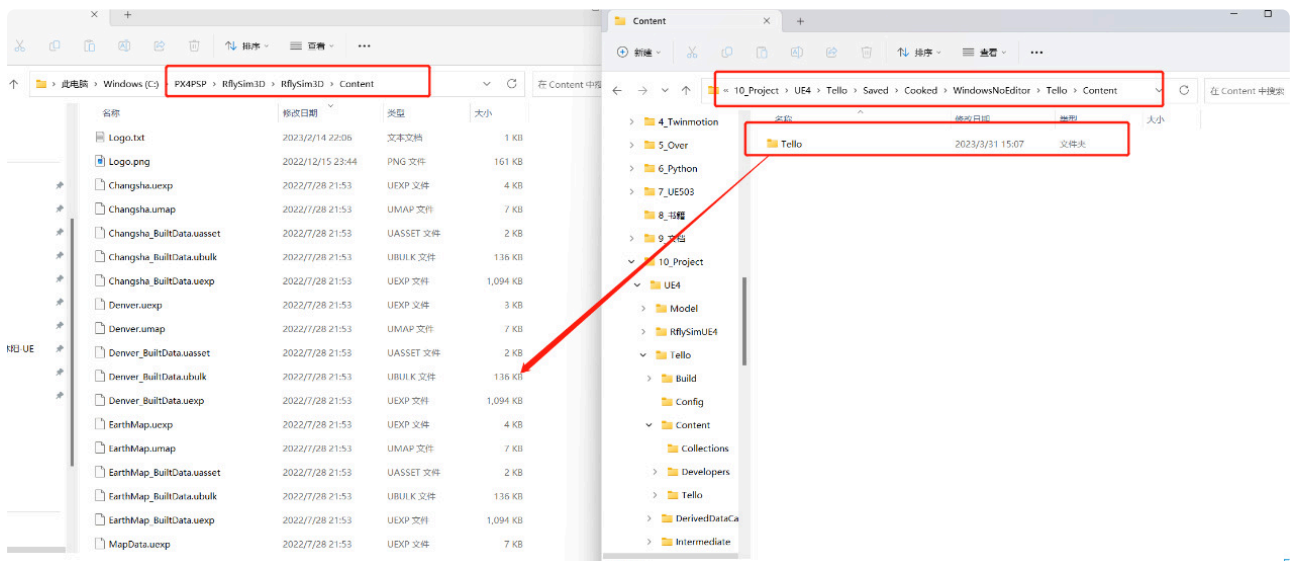 排序 查看
此电脑 > Windows (C:) > PX4PSP > RflySim3D > RflySim3D > Content
在 Content 中搜
名称 修改日期 类型 大小
Logo.txt 2023/2/14 22:06 文本文档 1 KB
Logo.png 2022/12/15 23:44 PNG 文件 161 KB
Changsha.uexp 2022/7/28 21:53 UEXP 文件 4 KB
Changsha.umap 2022/7/28 21:53 UMAP 文件 7 KB
Changsha_BuiltData.uasset 2022/7/28 21:53 UASSET 文件 2 KB
Changsha_BuiltData.ubulk 2022/7/28 21:53 UBULK 文件 136 KB
Changsha_BuiltData.uexp 2022/7/28 21:53 UEXP 文件 1,094 KB
Denver.uexp 2022/7/28 21:53 UEXP 文件 3 KB
Denver.umap 2022/7/28 21:53 UMAP 文件 7 KB
Denver_BuiltData.uasset 2022/7/28 21:53 UASSET 文件 2 KB
Denver_BuiltData.ubulk 2022/7/28 21:53 UBULK 文件 136 KB
Denver_BuiltData.uexp 2022/7/28 21:53 UEXP 文件 1,094 KB
EarthMap.uexp 2022/7/28 21:53 UEXP 文件 4 KB
EarthMap.umap 2022/7/28 21:53 UMAP 文件 7 KB
EarthMap_BuiltData.uasset 2022/7/28 21:53 UASSET 文件 2 KB
EarthMap_BuiltData.ubulk 2022/7/28 21:53 UBULK 文件 136 KB
EarthMap_BuiltData.uexp 2022/7/28 21:53 UEXP 文件 1,094 KB
MapData.uexp 2022/7/28 21:53 UEXP 文件 7 KB
Content
新建 排序 查看
« 10_Project > UE4 > Tello > Saved > Cooked > WindowsNoEditor > Tello > Content
在 Content 中搜索
名称 修改日期 类型 大小
Tello 2023/3/31 15:07 文件夹
4_Twinmotion
5_Over
6_Python
7_UE503
8_书籍
9_文档
10_Project
UE4
Model
RflySimUE4
Tello
Build
Config
Content
Collections
Developers
Tello
DerivedDataCa
Intermediate